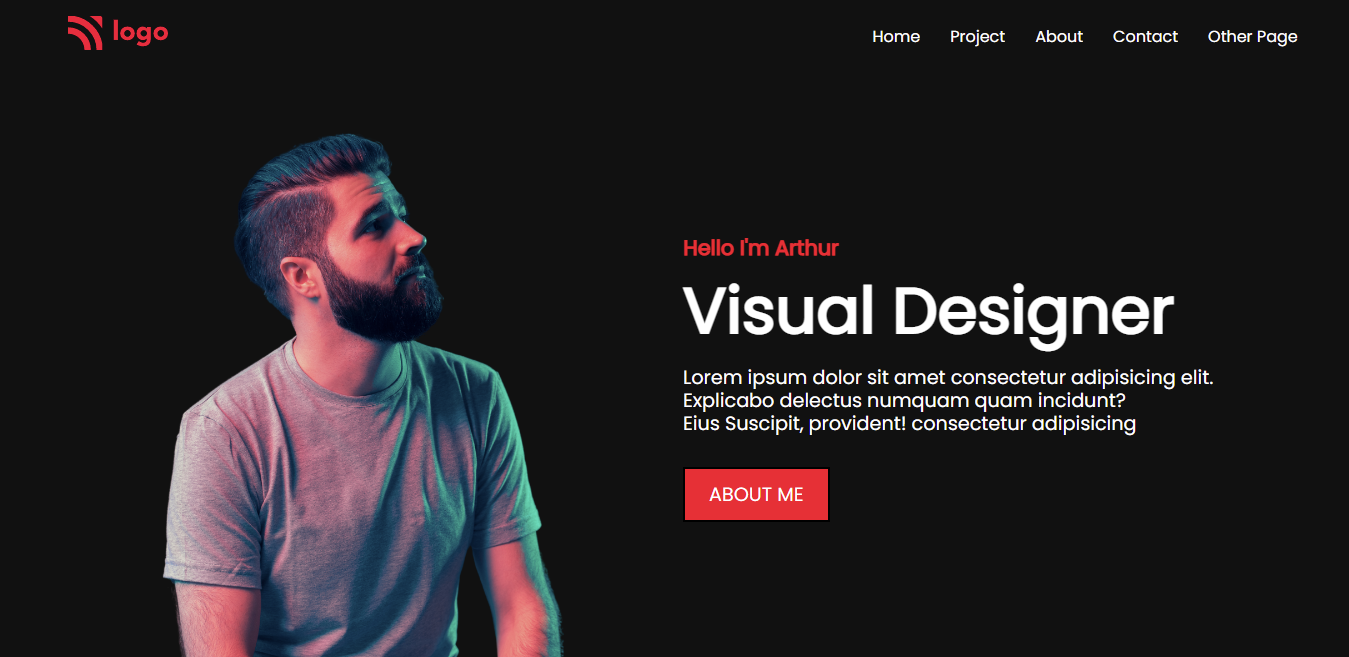 logo
Home Project About Contact Other Page
Hello I'm Arthur
Visual Designer
Lorem ipsum dolor sit amet consectetur adipisicing elit.
Explicabo delectus numquam quam incidunt?
Eius Suscipit, provident! consectetur adipisicing
ABOUT ME